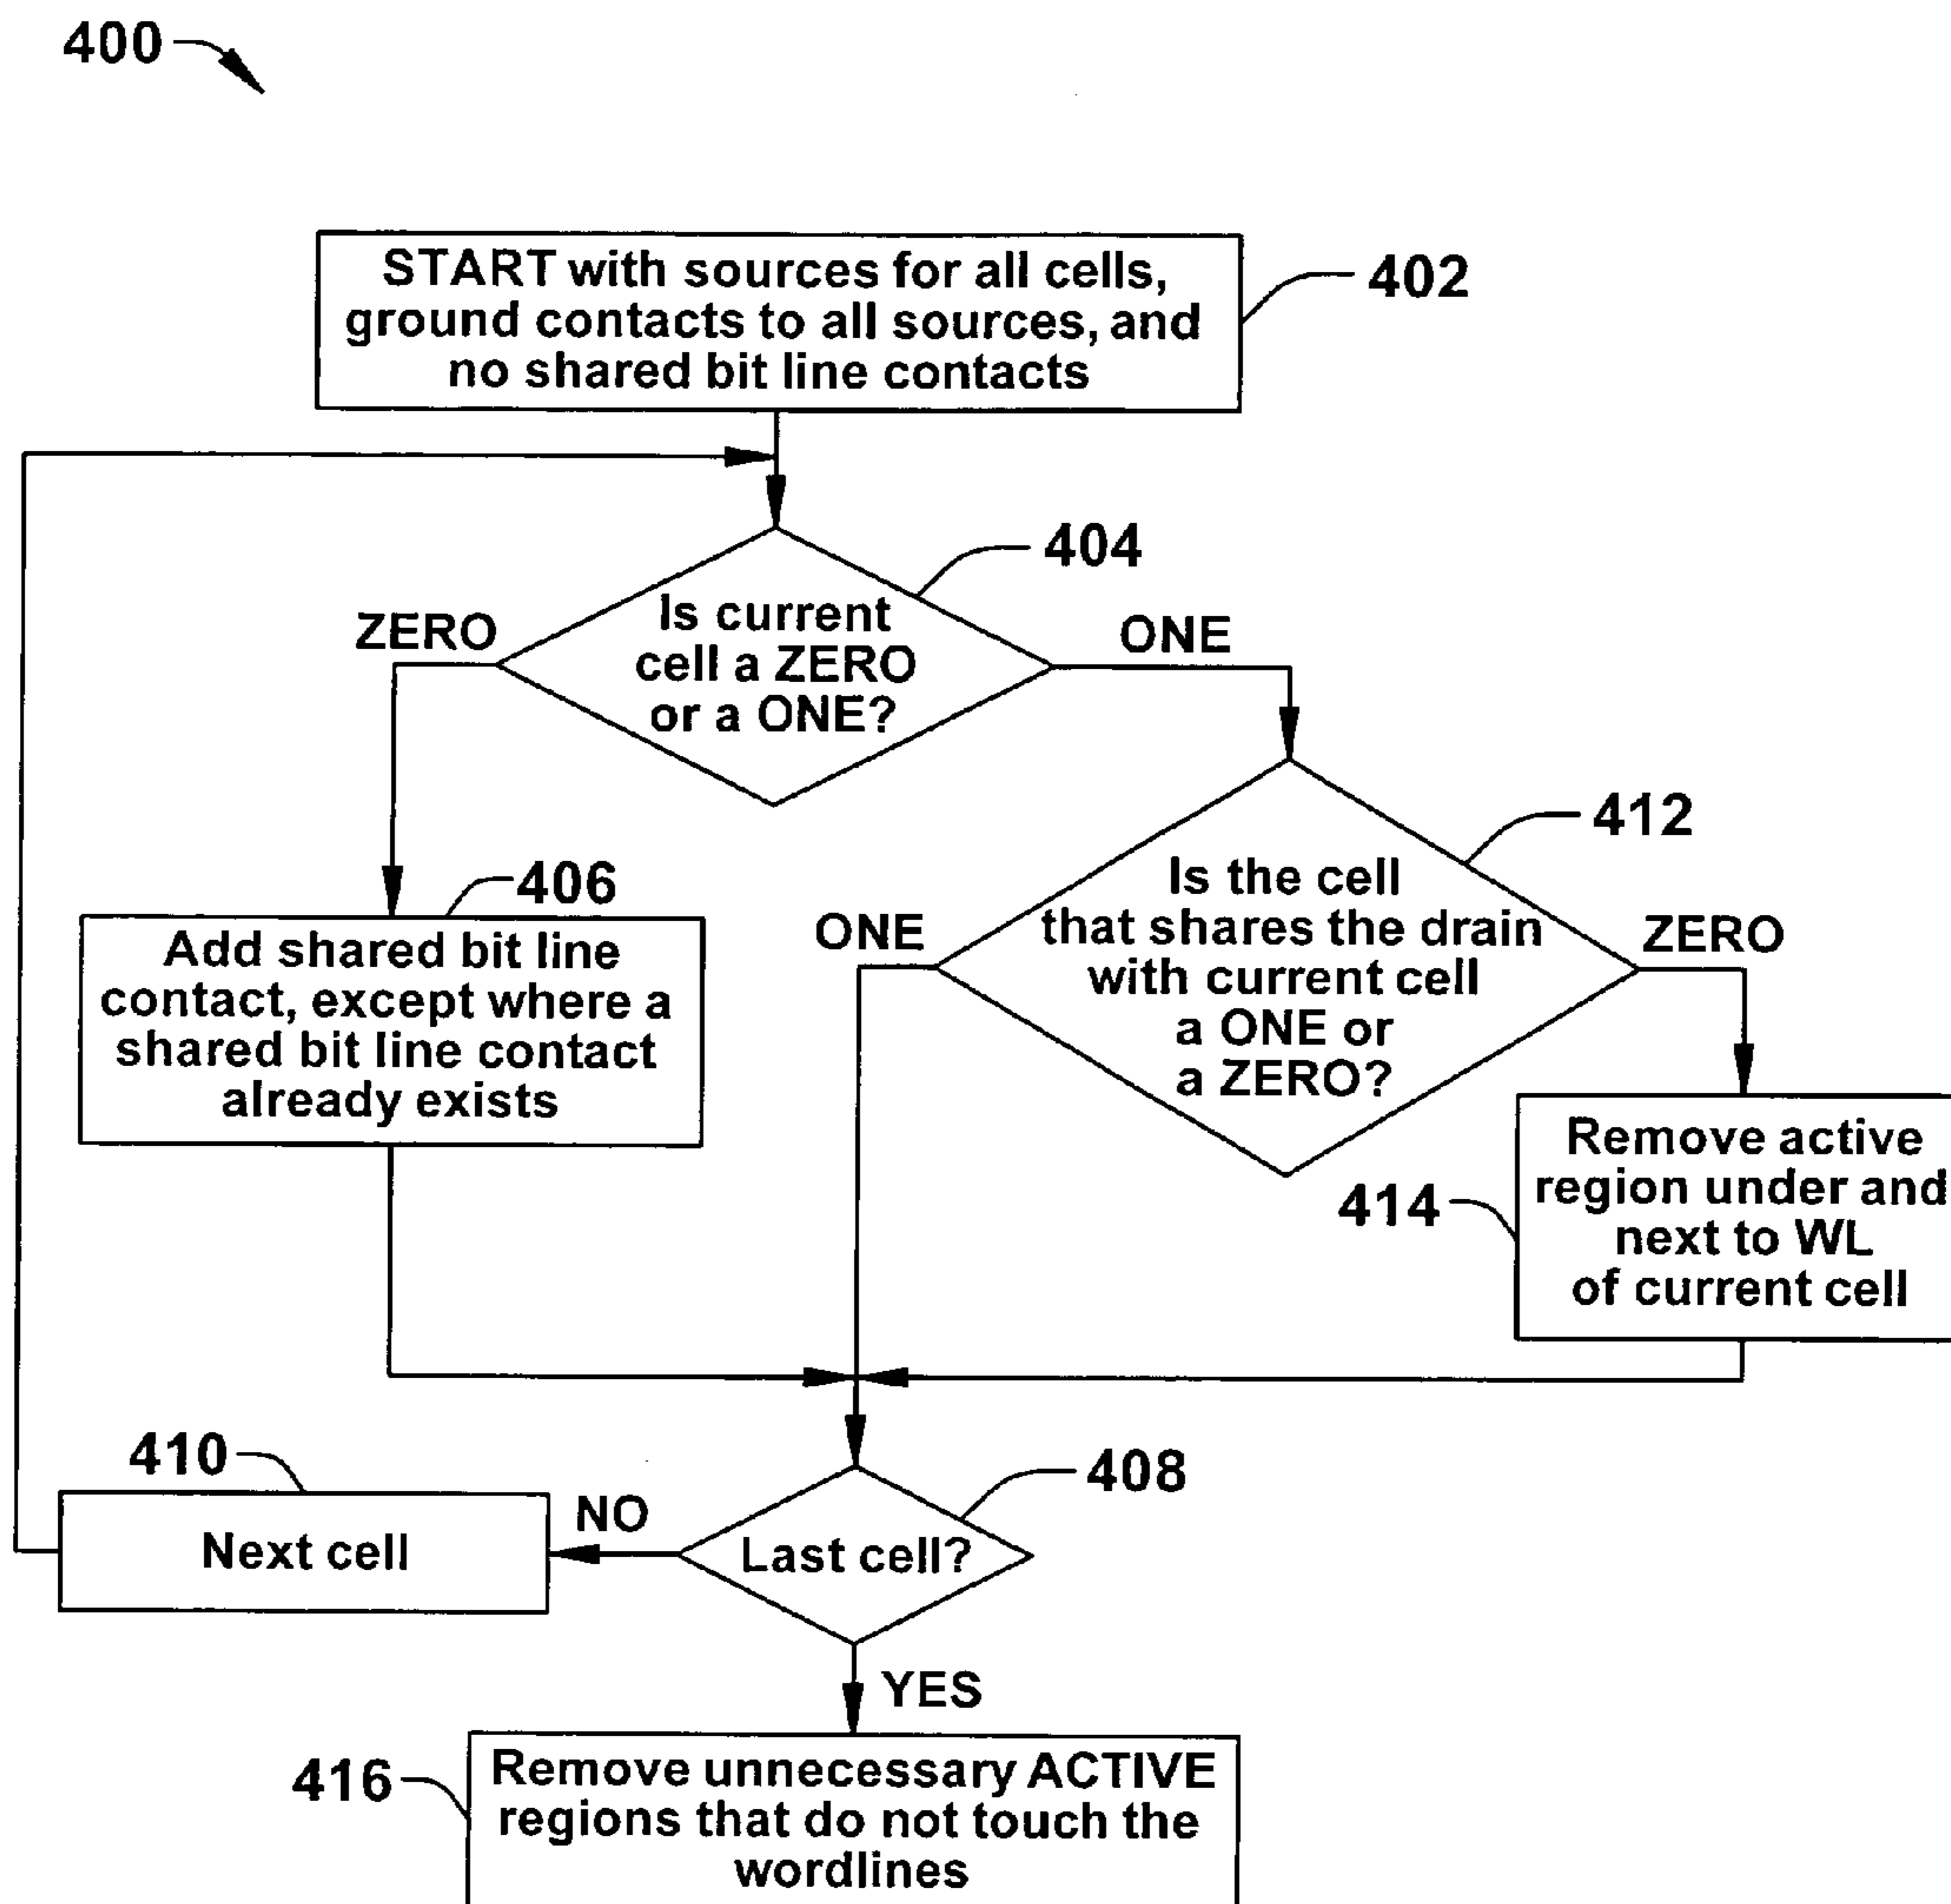 400
START with sources for all cells,
ground contacts to all sources, and
no shared bit line contacts
402
404
Is current
cell a ZERO
or a ONE?
ZERO
ONE
412
Is the cell
that shares the drain
with current cell
a ONE or
a ZERO?
ONE
ZERO
406
Add shared bit line
contact, except where a
shared bit line contact
already exists
414
Remove active
region under and
next to WL
of current cell
410
Next cell
NO
408
Last cell?
YES
416
Remove unnecessary ACTIVE
regions that do not touch the
wordlines